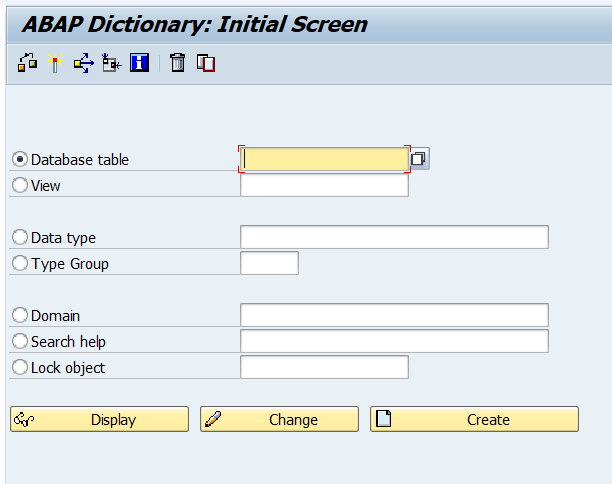 ABAP Dictionary: Initial Screen
Database table
View
Data type
Type Group
Domain
Search help
Lock object
Display Change Create